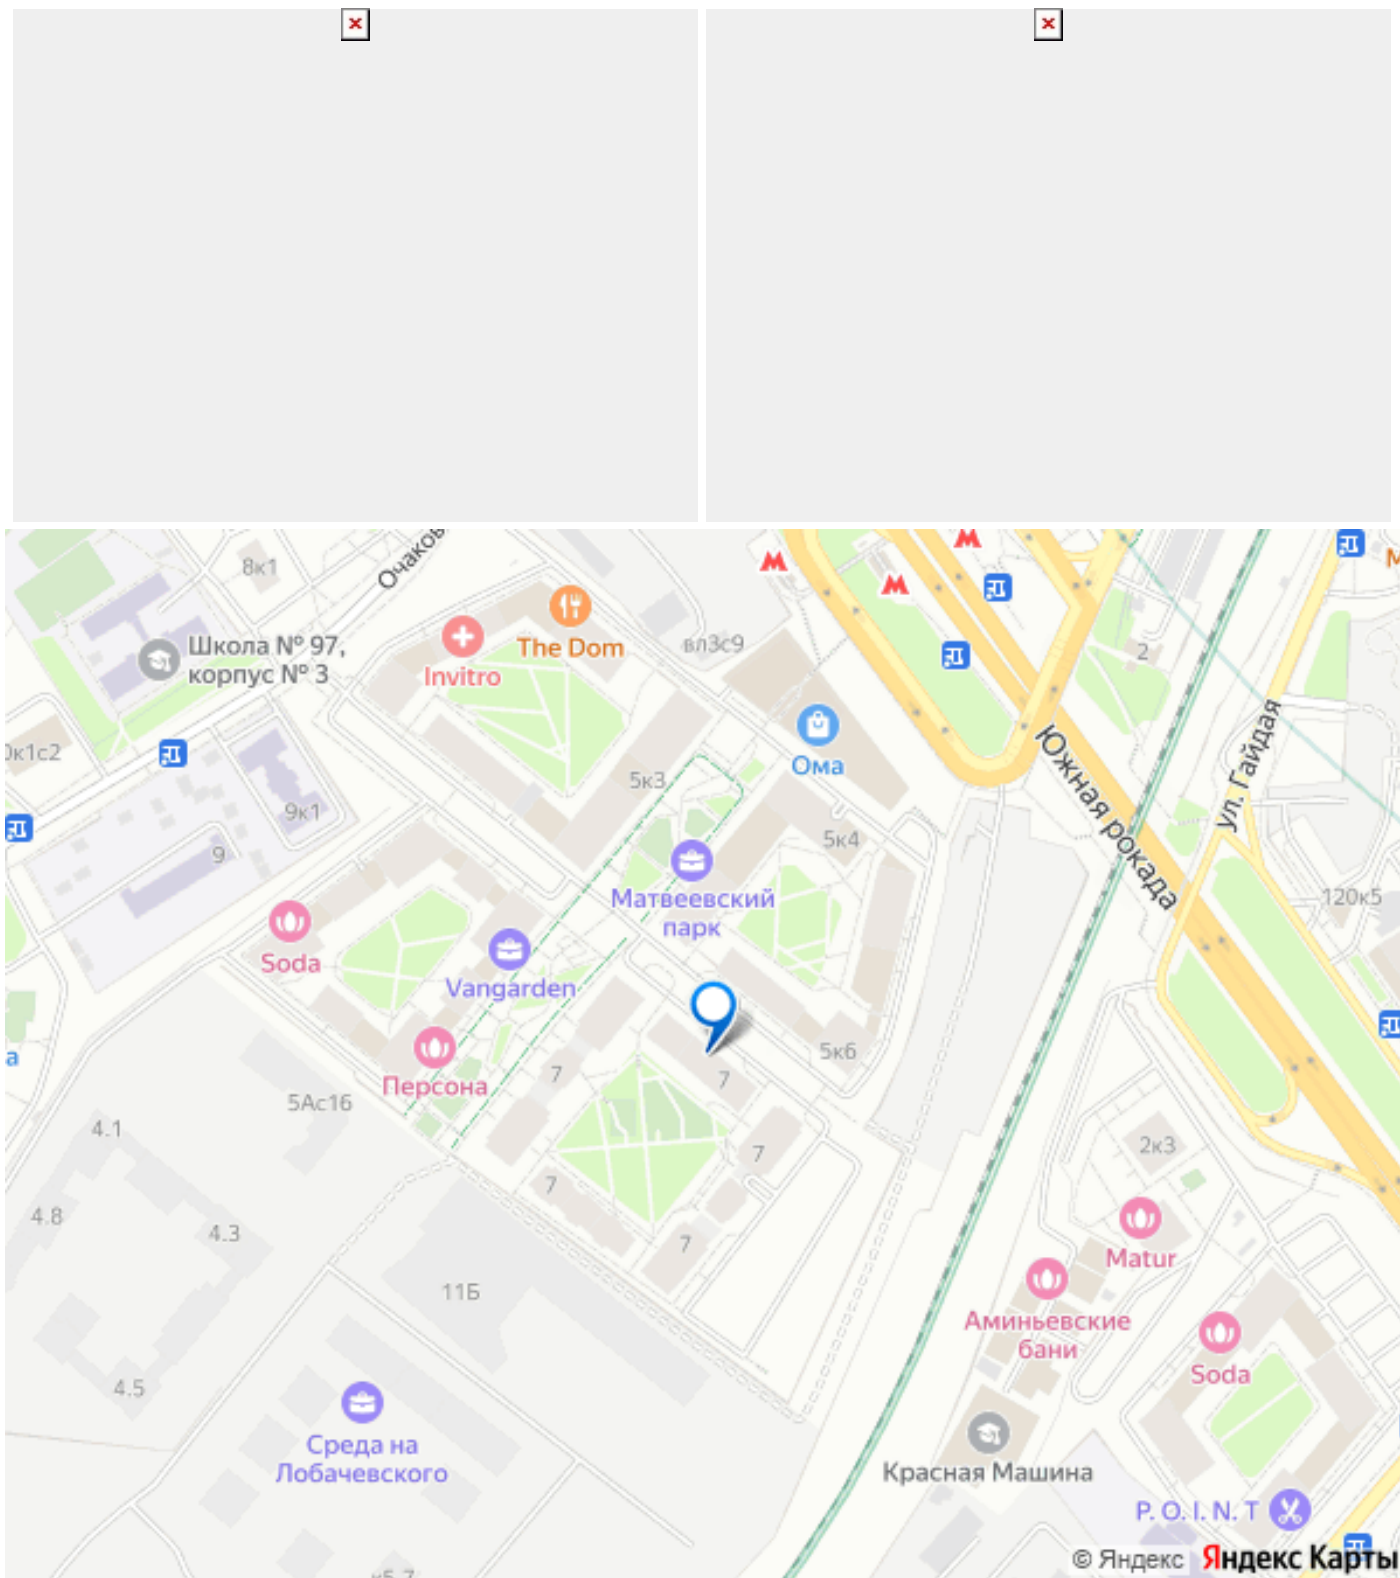 Очаков
8к1
Школа № 97,
корпус № 3
The Dom
Invitro
вл3с9
2
ул. Гайдая
Южная рокада
Ома
5к3
5к4
9к1
9
120к5
Матвеевский
парк
Soda
Vangarden
Персона
5к6
7
7
7
7
7
5Ас16
4.1
4.8
4.3
4.5
11Б
2к3
Matur
Аминьевские
бани
Soda
Среда на
Лобачевского
Красная Машина
P. O. I. N. T
© Яндекс Яндекс Карты